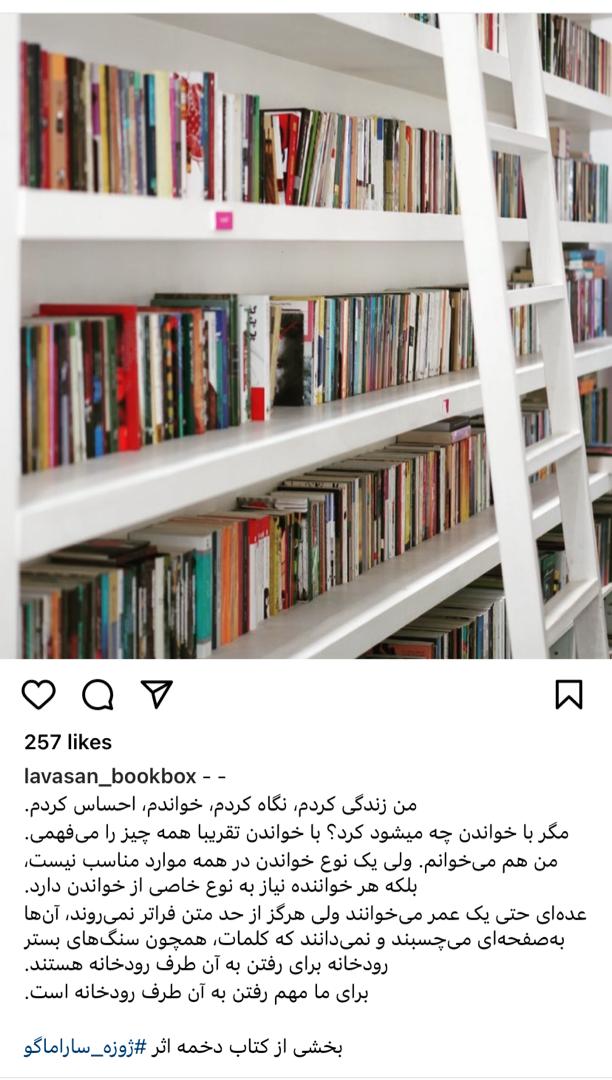 257 likes
lavasan_bookbox - -
من زندگی کردم، نگاه کردم، خواندم، احساس کردم.
مگر با خواندن چه میشود کرد؟ با خواندن تقریبا همه چیز را می‌فهمی.
من هم می‌خوانم. ولی یک نوع خواندن در همه موارد مناسب نیست،
بلکه هر خواننده نیاز به نوع خاصی از خواندن دارد.
عده‌ای حتی یک عمر می‌خوانند ولی هرگز از حد متن فراتر نمی‌روند، آن‌ها
به‌صفحه‌ای می‌چسبند و نمی‌دانند که کلمات، همچون سنگ‌های بستر
رودخانه برای رفتن به آن طرف رودخانه هستند.
برای ما مهم رفتن به آن طرف رودخانه است.
بخشی از کتاب دخمه اثر #ژوزه_ساراماگو